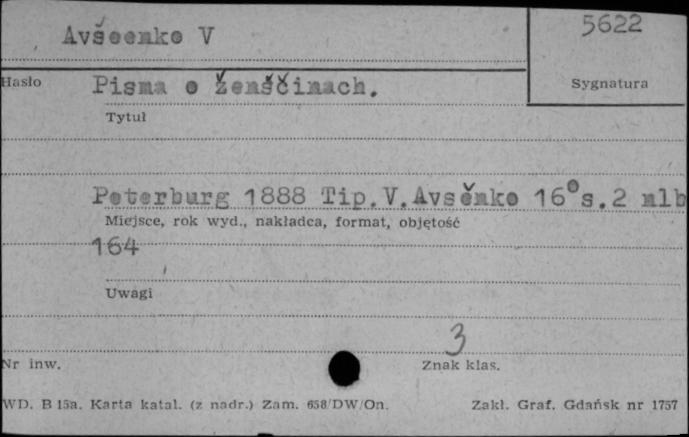 5622
Avšeenko V
Hasło
Pisma o ženščinach.
Sygnatura
Tytuł
Peterburg 1888 Tip.V.Avsěnko 16°s.2 nlb
Miejsce, rok wyd., nakładca, format, objętość
164
Uwagi
3
Nr inw.
Znak klas.
WD. B 15a. Karta katal. (z nadr.) Zam. 658/DW/On. Zakł. Graf. Gdańsk nr 1757